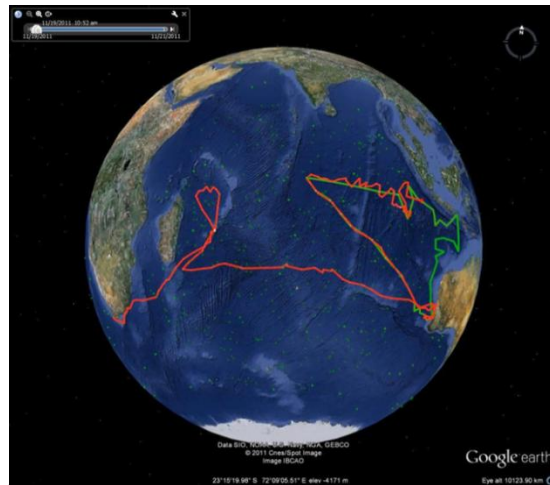 11/19/2011 10:52 am
11/19/2011 11/21/2011
N
Data SIO, NOAA, U.S. Navy, NGA, GEBCO
© 2011 Cnes/Spot Image
Image IBCAO
Google earth
23°15'19.98" S 72°09'05.51" E elev -4171 m
Eye alt 10123.90 km